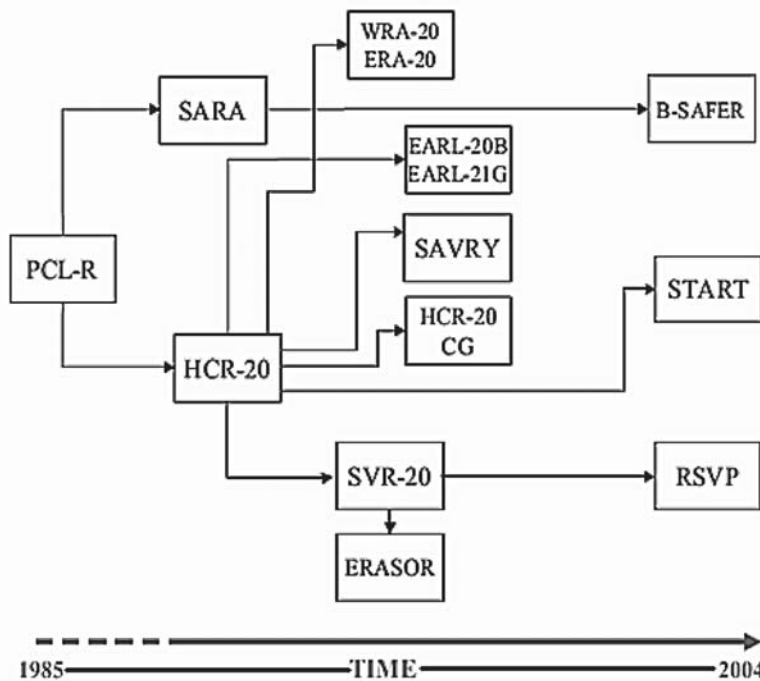 WRA-20
ERA-20
SARA
B-SAFER
EARL-20B
EARL-21G
PCL-R
SAVRY
START
HCR-20
CG
HCR-20
SVR-20
RSVP
ERASOR
1985
TIME
2004